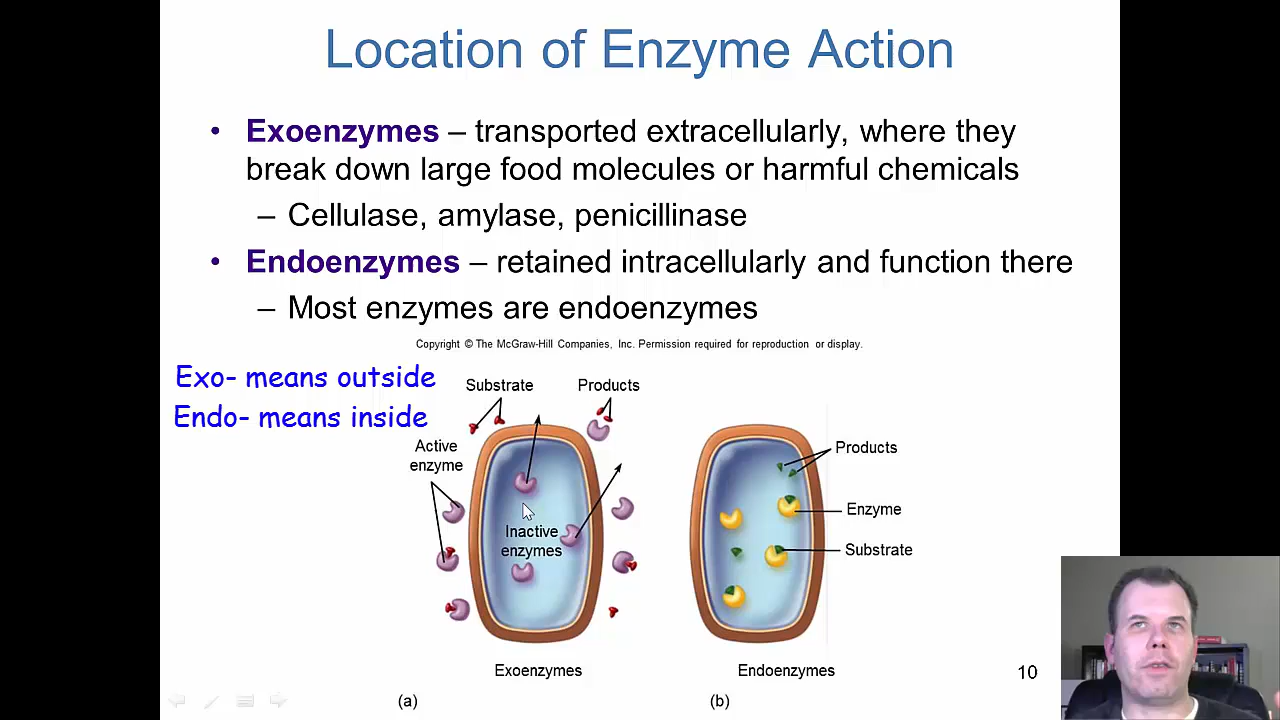 Location of Enzyme Action
• Exoenzymes – transported extracellularly, where they
break down large food molecules or harmful chemicals
– Cellulase, amylase, penicillinase
• Endoenzymes – retained intracellularly and function there
– Most enzymes are endoenzymes
Copyright © The McGraw-Hill Companies, Inc. Permission required for reproduction or display.
Exo- means outside
Endo- means inside
Substrate
Products
Active
enzyme
Inactive
enzymes
Exoenzymes
(a)
Products
Enzyme
Substrate
Endoenzymes
(b)
10